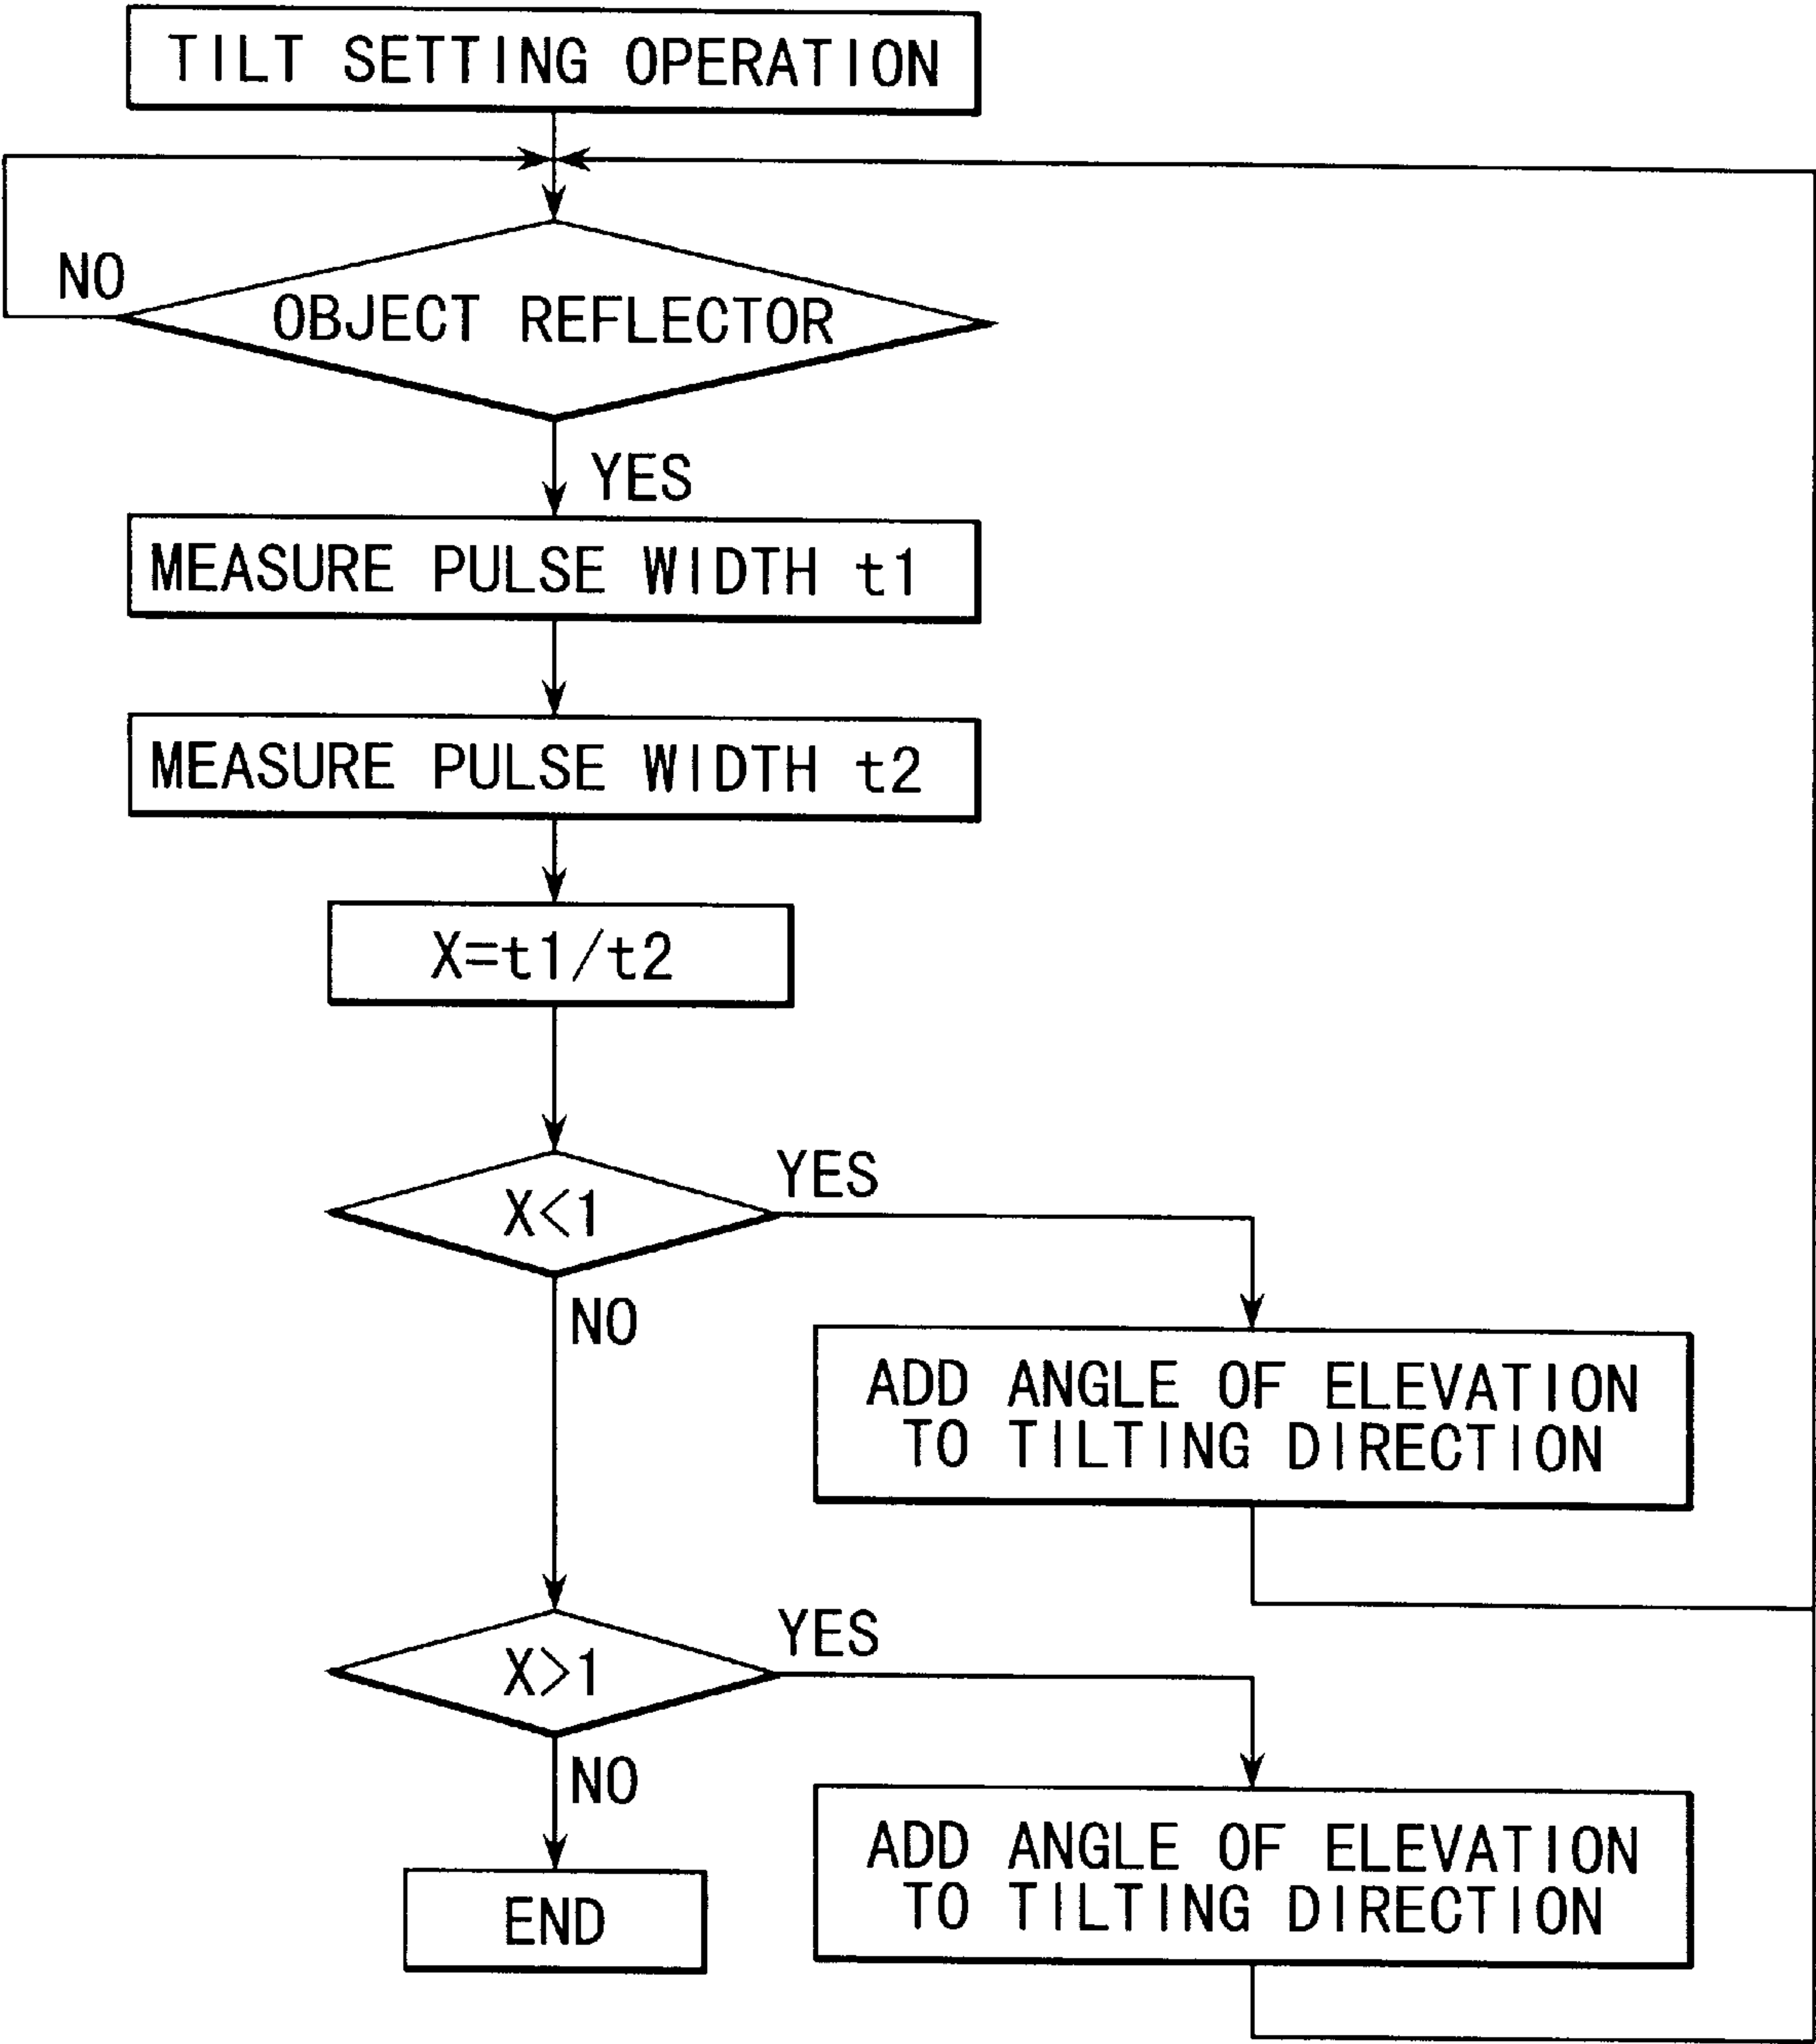 TILT SETTING OPERATION
NO
OBJECT REFLECTOR
YES
MEASURE PULSE WIDTH t1
MEASURE PULSE WIDTH t2
X=t1/t2
YES
X<1
NO
ADD ANGLE OF ELEVATION
TO TILTING DIRECTION
YES
X>1
NO
ADD ANGLE OF ELEVATION
TO TILTING DIRECTION
END